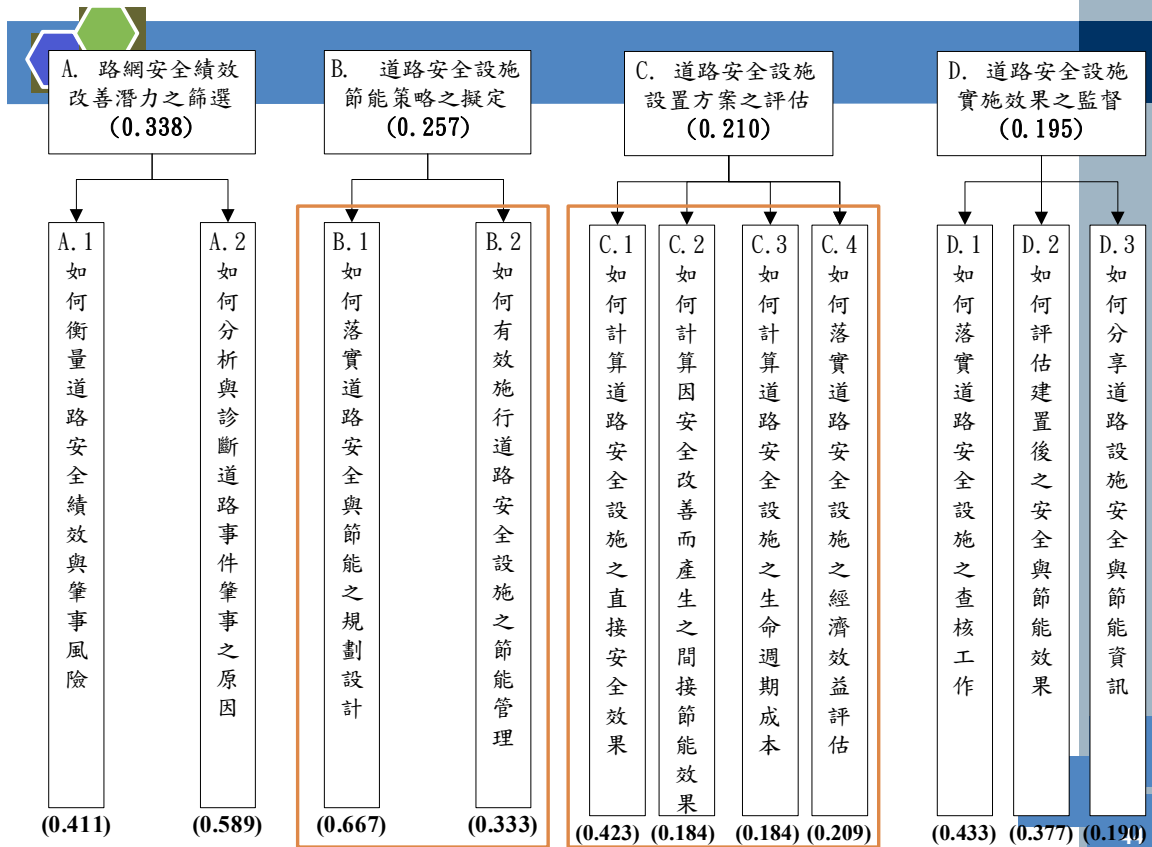 A. 路網安全績效
改善潛力之篩選
(0.338)
B. 道路安全設施
節能策略之擬定
(0.257)
C. 道路安全設施
設置方案之評估
(0.210)
D. 道路安全設施
實施效果之監督
(0.195)
A.1
如何衡量道路安全績效與肇事風險
A.2
如何分析與診斷道路事件肇事之原因
B.1
如何落實道路安全與節能之規劃設計
B.2
如何有效施行道路安全設施之節能管理
C.1
如何計算道路安全設施之直接安全效果
C.2
如何計算因安全改善而產生之間接節能效果
C.3
如何計算道路安全設施之生命週期成本
C.4
如何落實道路安全設施之經濟效益評估
D.1
如何落實道路安全設施之查核工作
D.2
如何評估建置後之安全與節能效果
D.3
如何分享道路設施安全與節能資訊
(0.411)
(0.589)
(0.667)
(0.333)
(0.423)
(0.184)
(0.184)
(0.209)
(0.433)
(0.377)
(0.190)